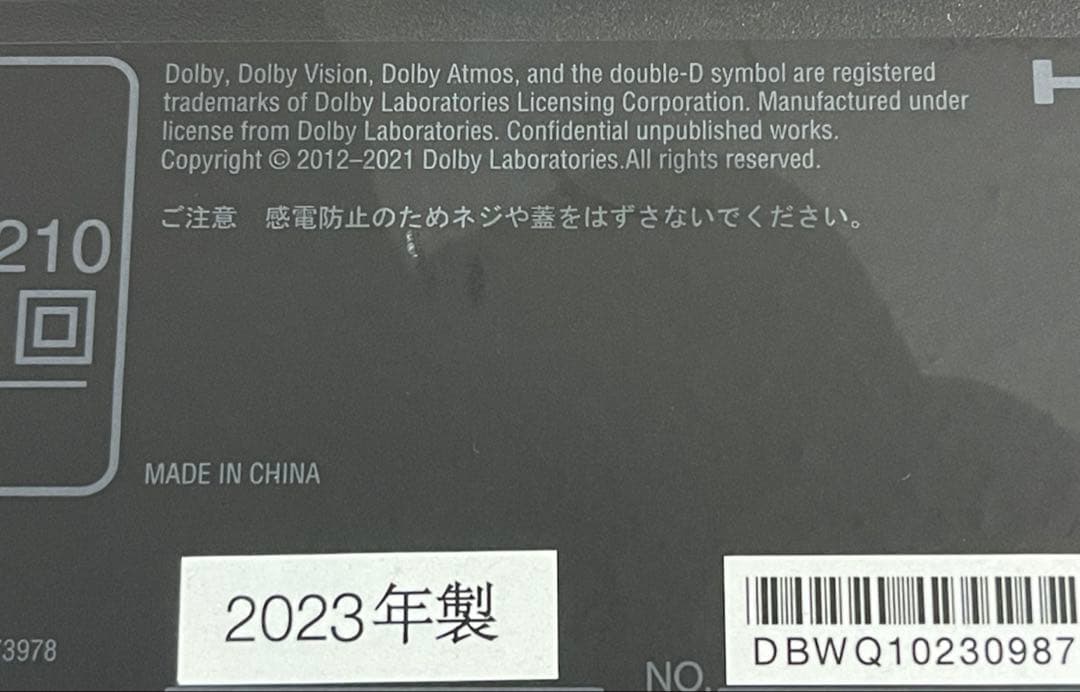 Dolby, Dolby Vision, Dolby Atmos, and the double-D symbol are registered
trademarks of Dolby Laboratories Licensing Corporation. Manufactured under
license from Dolby Laboratories. Confidential unpublished works.
Copyright © 2012–2021 Dolby Laboratories.All rights reserved.
ご注意　感電防止のためネジや蓋をはずさないでください。
210
MADE IN CHINA
2023年製
3978
NO.
DBWQ10230987